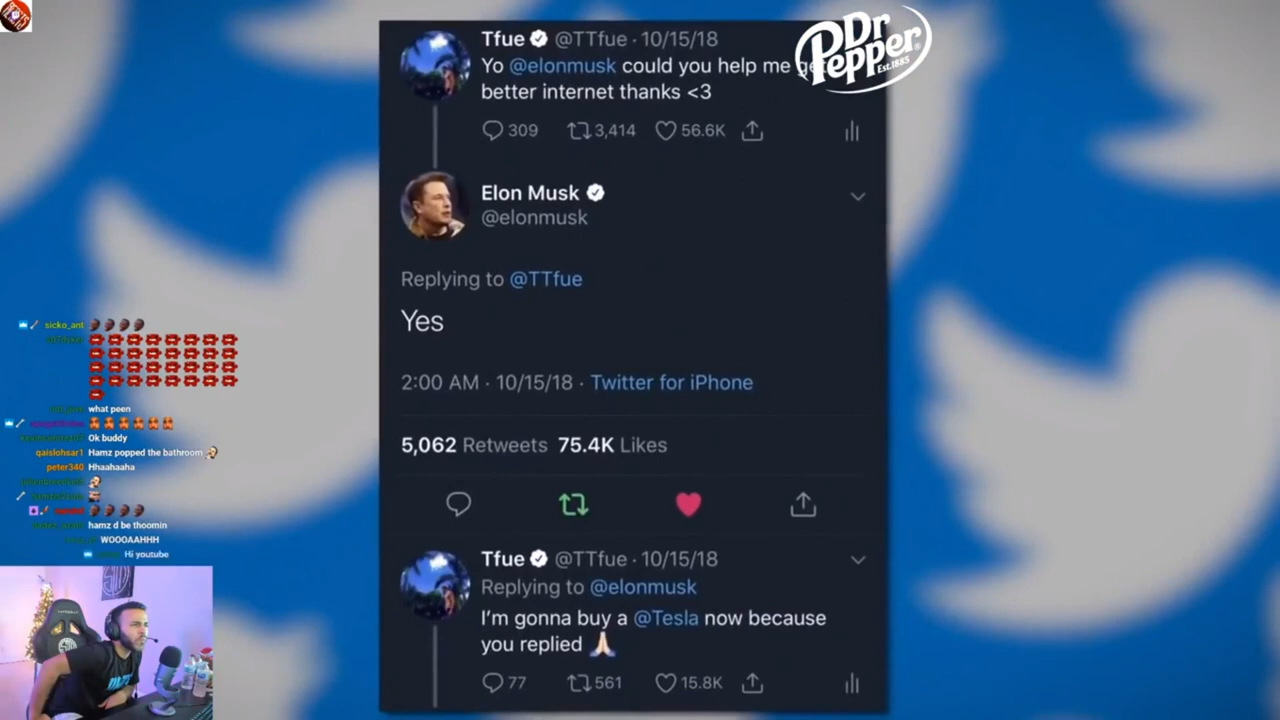 Tfue @TTfue · 10/15/18
Yo @elonmusk could you help me
better internet thanks <3
309 3,414 56.6K
Dr
Pepper®
Est.1885
Elon Musk
@elonmusk
Replying to @TTfue
Yes
2:00 AM · 10/15/18 · Twitter for iPhone
5,062 Retweets 75.4K Likes
Tfue @TTfue · 10/15/18
Replying to @elonmusk
I’m gonna buy a @Tesla now because
you replied 🙏
77 561 15.8K
sicko_ant
what peen
Ok buddy
qaislohsar1 Hamz popped the bathroom
peter340 Hhaahaaha
hamz d be thoomin
WOOOAAHHH
Hi youtube
TSM